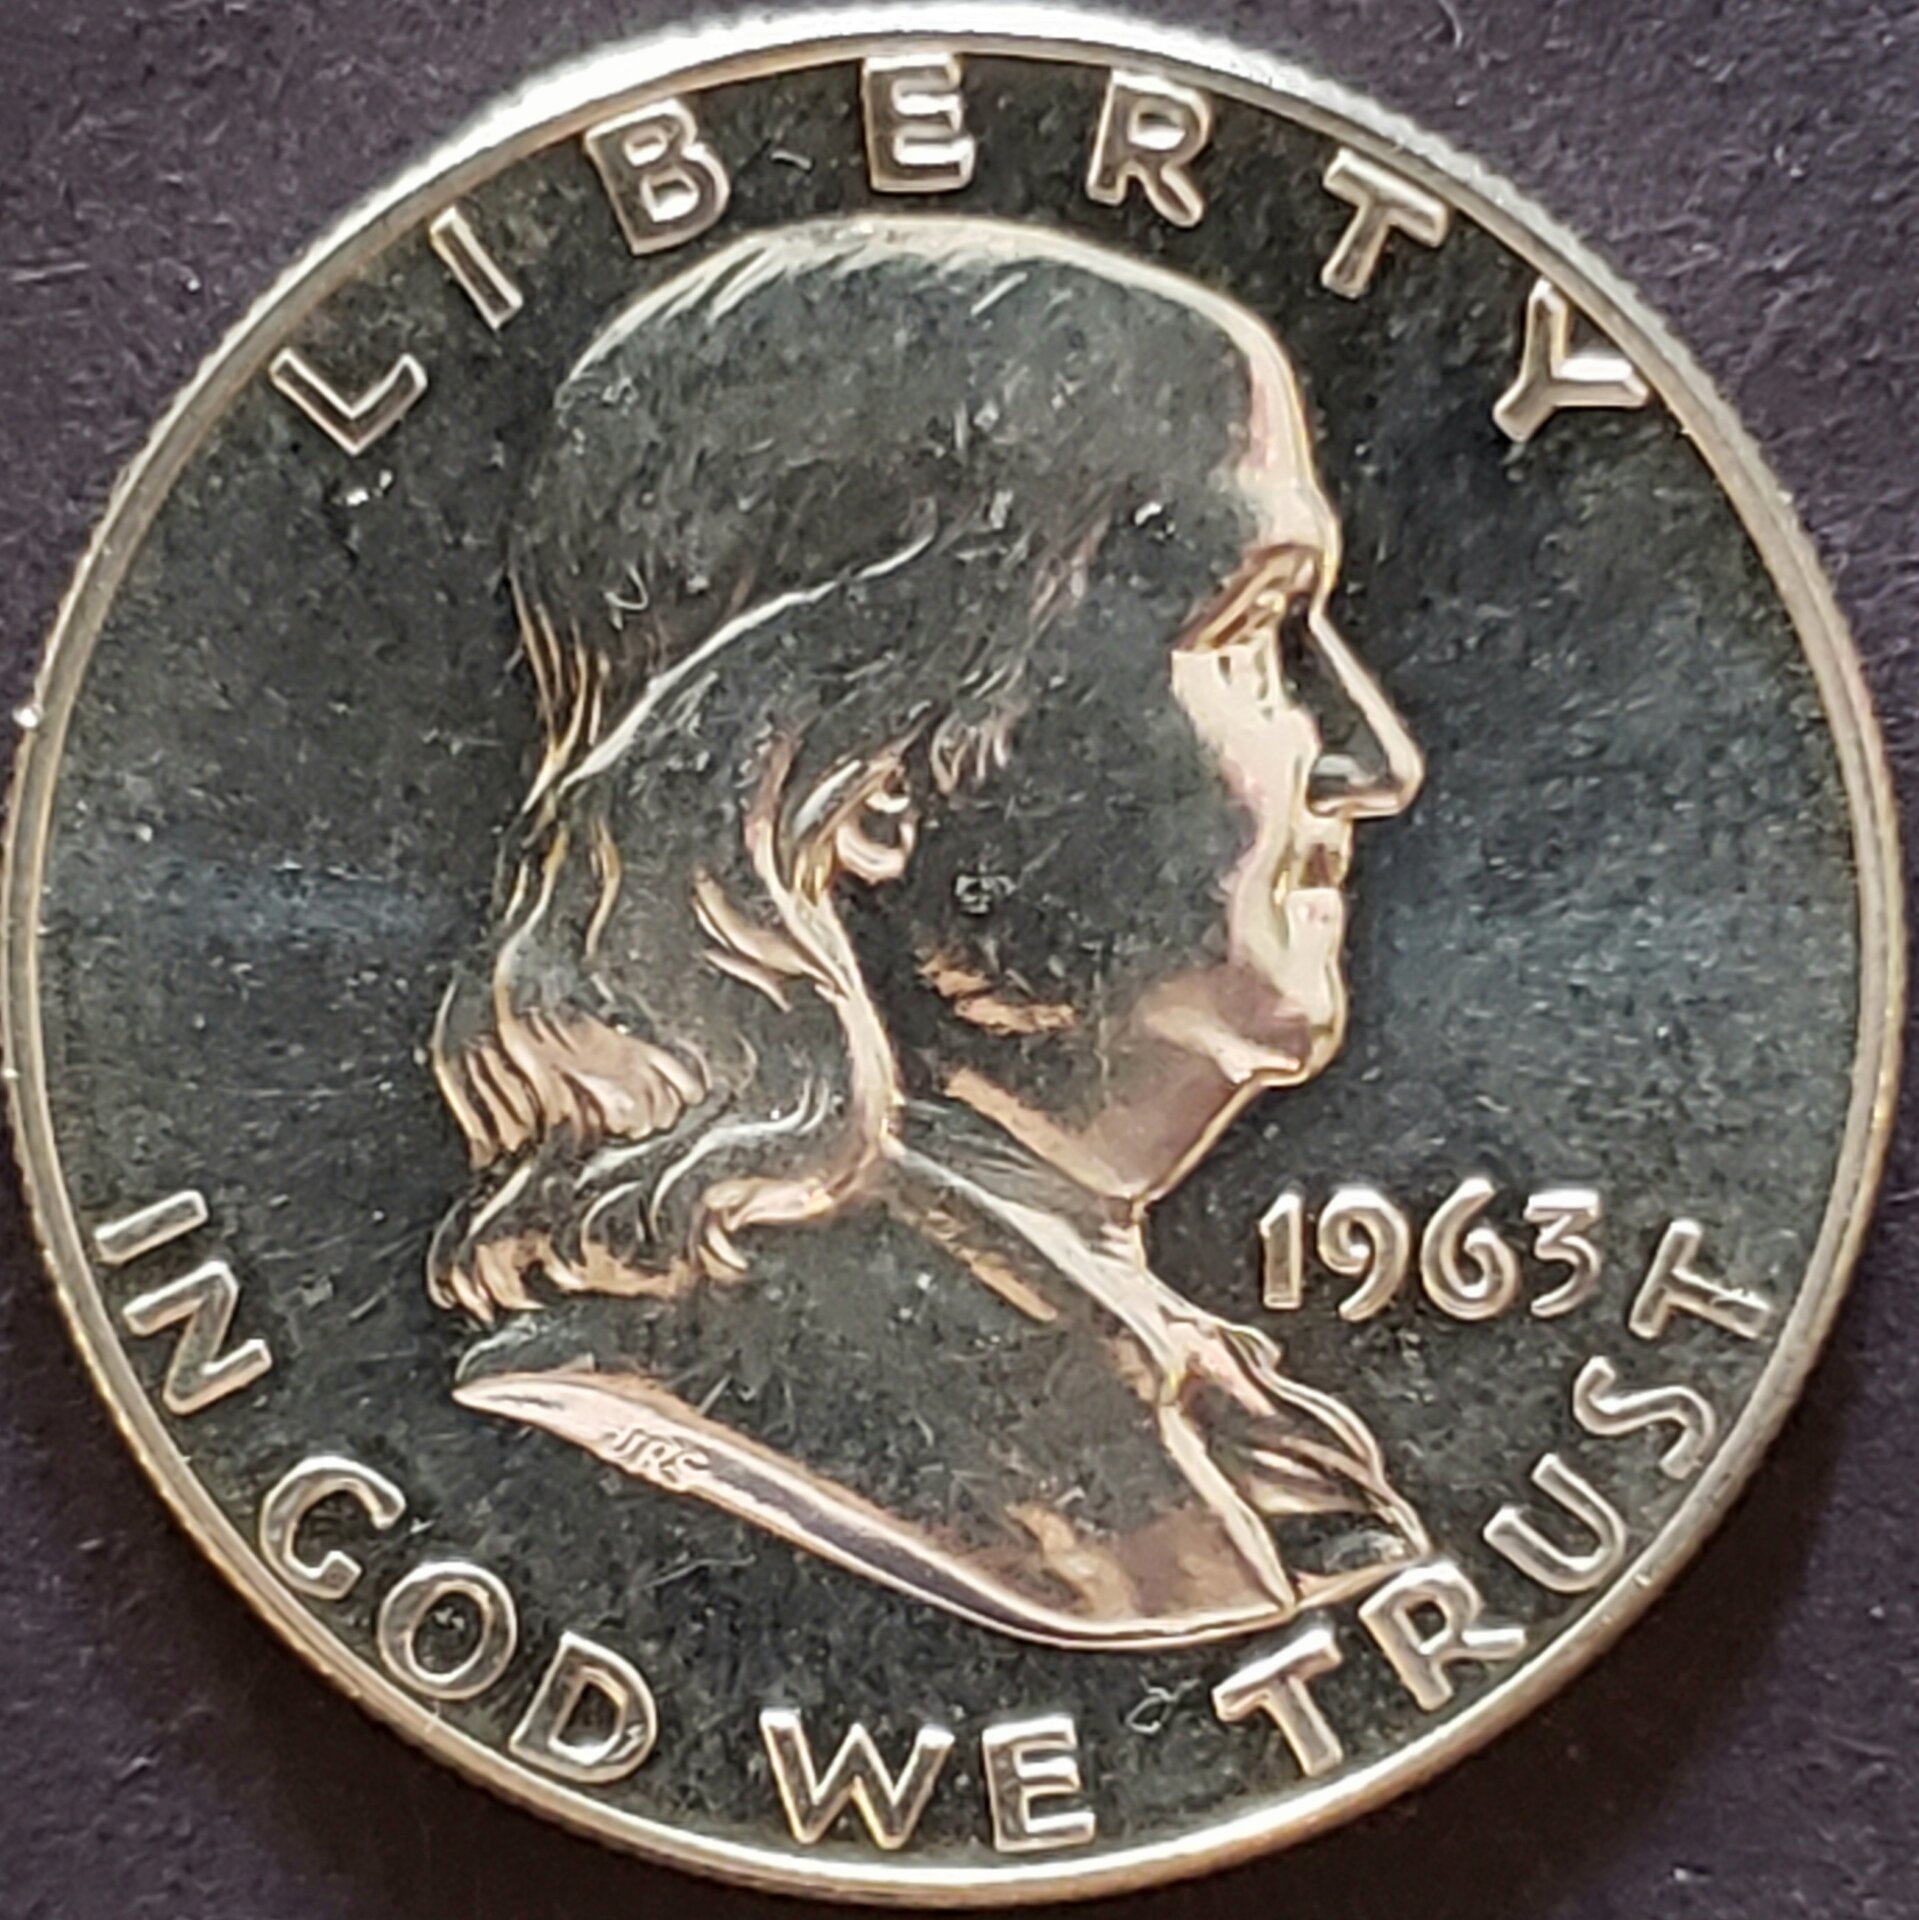 LIBERTY
1963
JRS
IN GOD WE TRUST